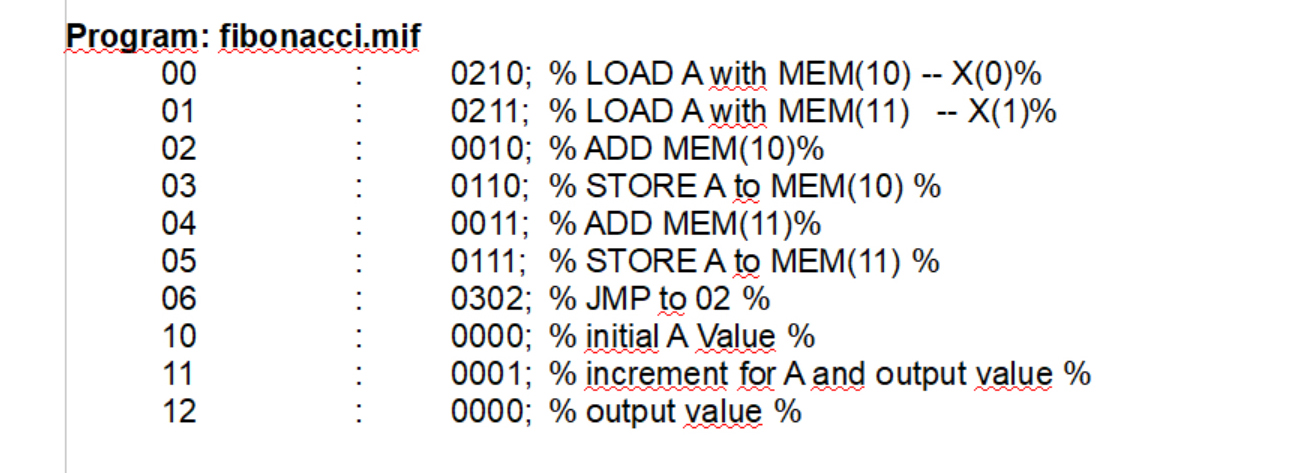 Program: fibonacci.mif
00 : 0210; % LOAD A with MEM(10) -- X(0)%
01 : 0211; % LOAD A with MEM(11) -- X(1)%
02 : 0010; % ADD MEM(10)%
03 : 0110; % STORE A to MEM(10) %
04 : 0011; % ADD MEM(11)%
05 : 0111; % STORE A to MEM(11) %
06 : 0302; % JMP to 02 %
10 : 0000; % initial A Value %
11 : 0001; % increment for A and output value %
12 : 0000; % output value %